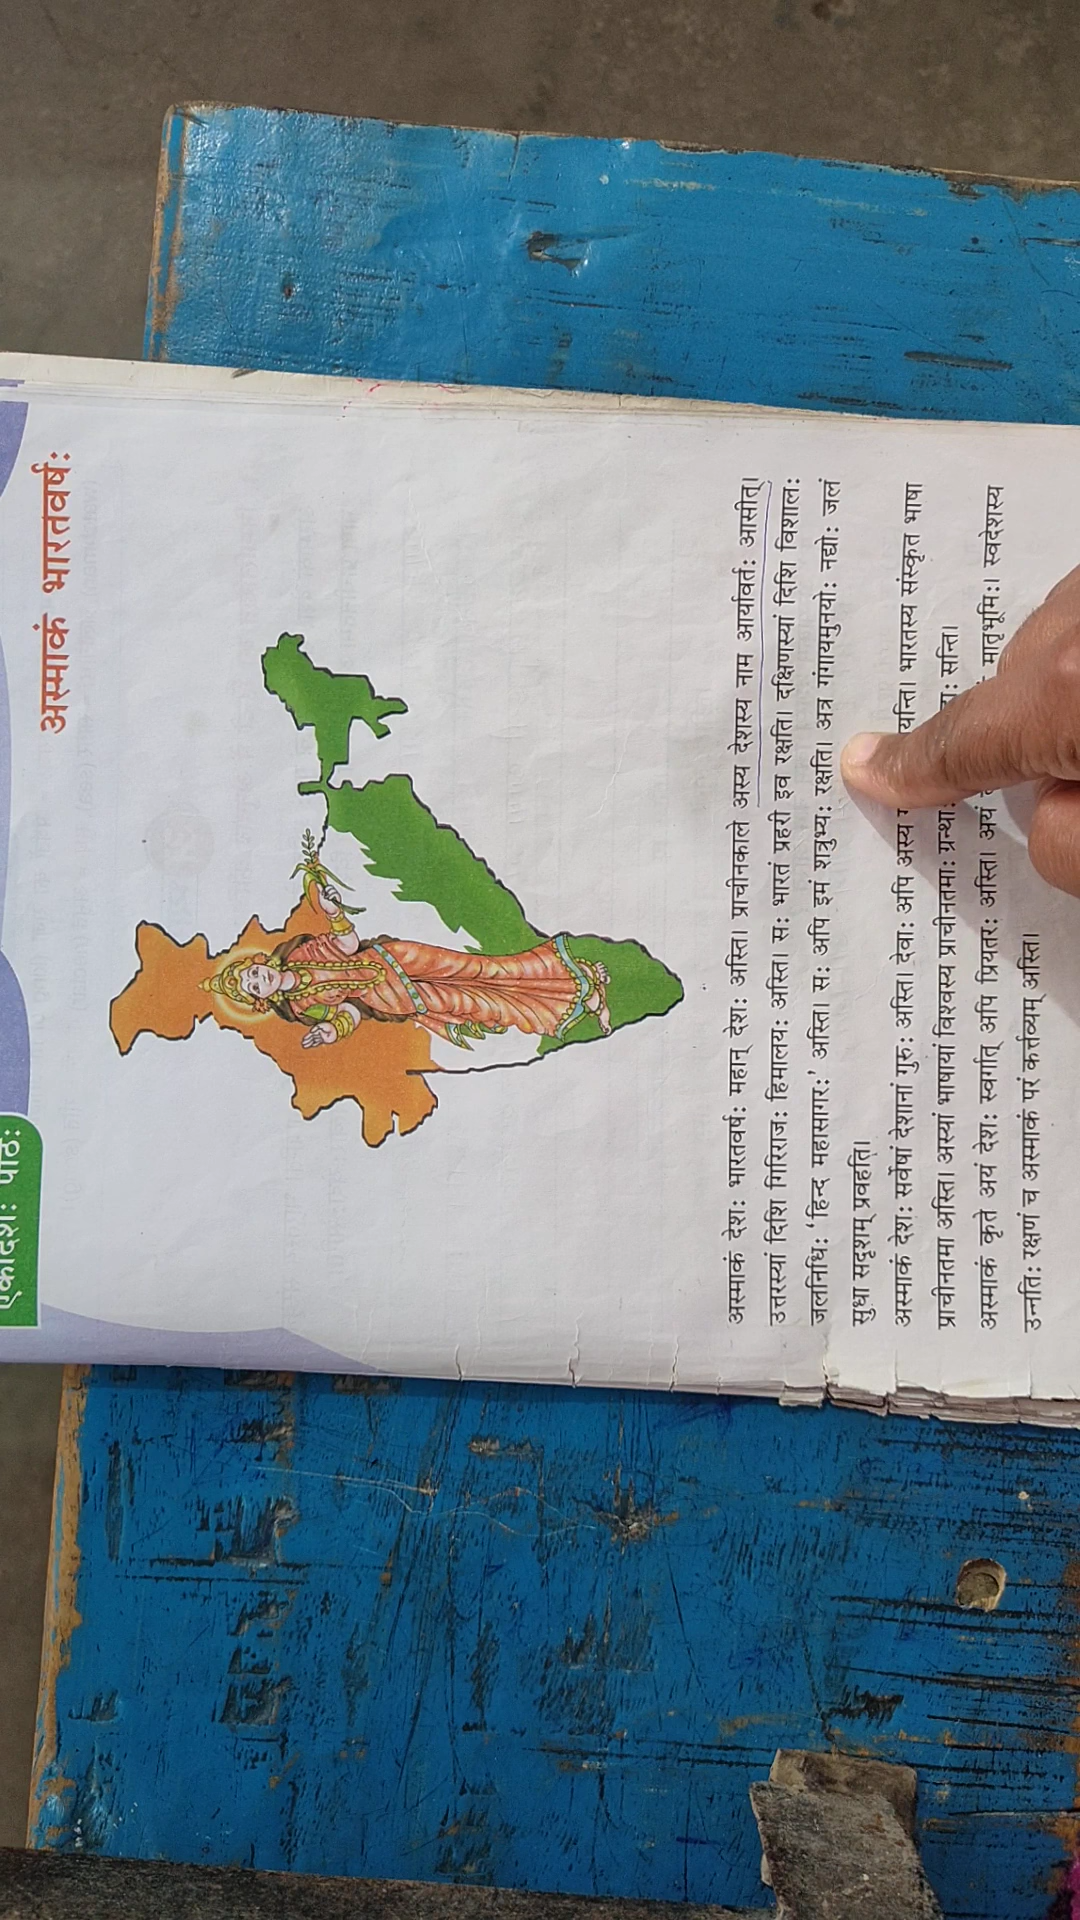 एकादशः पाठः
अस्माकं भारतवर्षः
अस्माकं देशः भारतवर्षः महान् देशः अस्ति। प्राचीनकाले अस्य देशस्य नाम आर्यावर्तः आसीत्।
उत्तरस्यां दिशि गिरिराजः हिमालयः अस्ति। सः भारतं प्रहरी इव रक्षति। दक्षिणस्यां दिशि विशालः
जलनिधिः ‘हिन्द महासागरः’ अस्ति। सः अपि इमं शत्रुभ्यः रक्षति। अत्र गंगायमुनयोः नद्योः जलं
सुधा सदृशम् प्रवहति।
अस्माकं देशः सर्वेषां देशानां गुरुः अस्ति। देवाः अपि अस्य भारतस्य संस्कृत भाषा
प्राचीनतमा अस्ति। अस्यां भाषायां विश्वस्य प्राचीनतमाः सन्ति।
अस्माकं कृते अयं देशः स्वर्गात् अपि प्रियतरः अस्ति। अयं मातृभूमिः। स्वदेशस्य
उन्नतिः रक्षणं च अस्माकं परं कर्त्तव्यम् अस्ति।